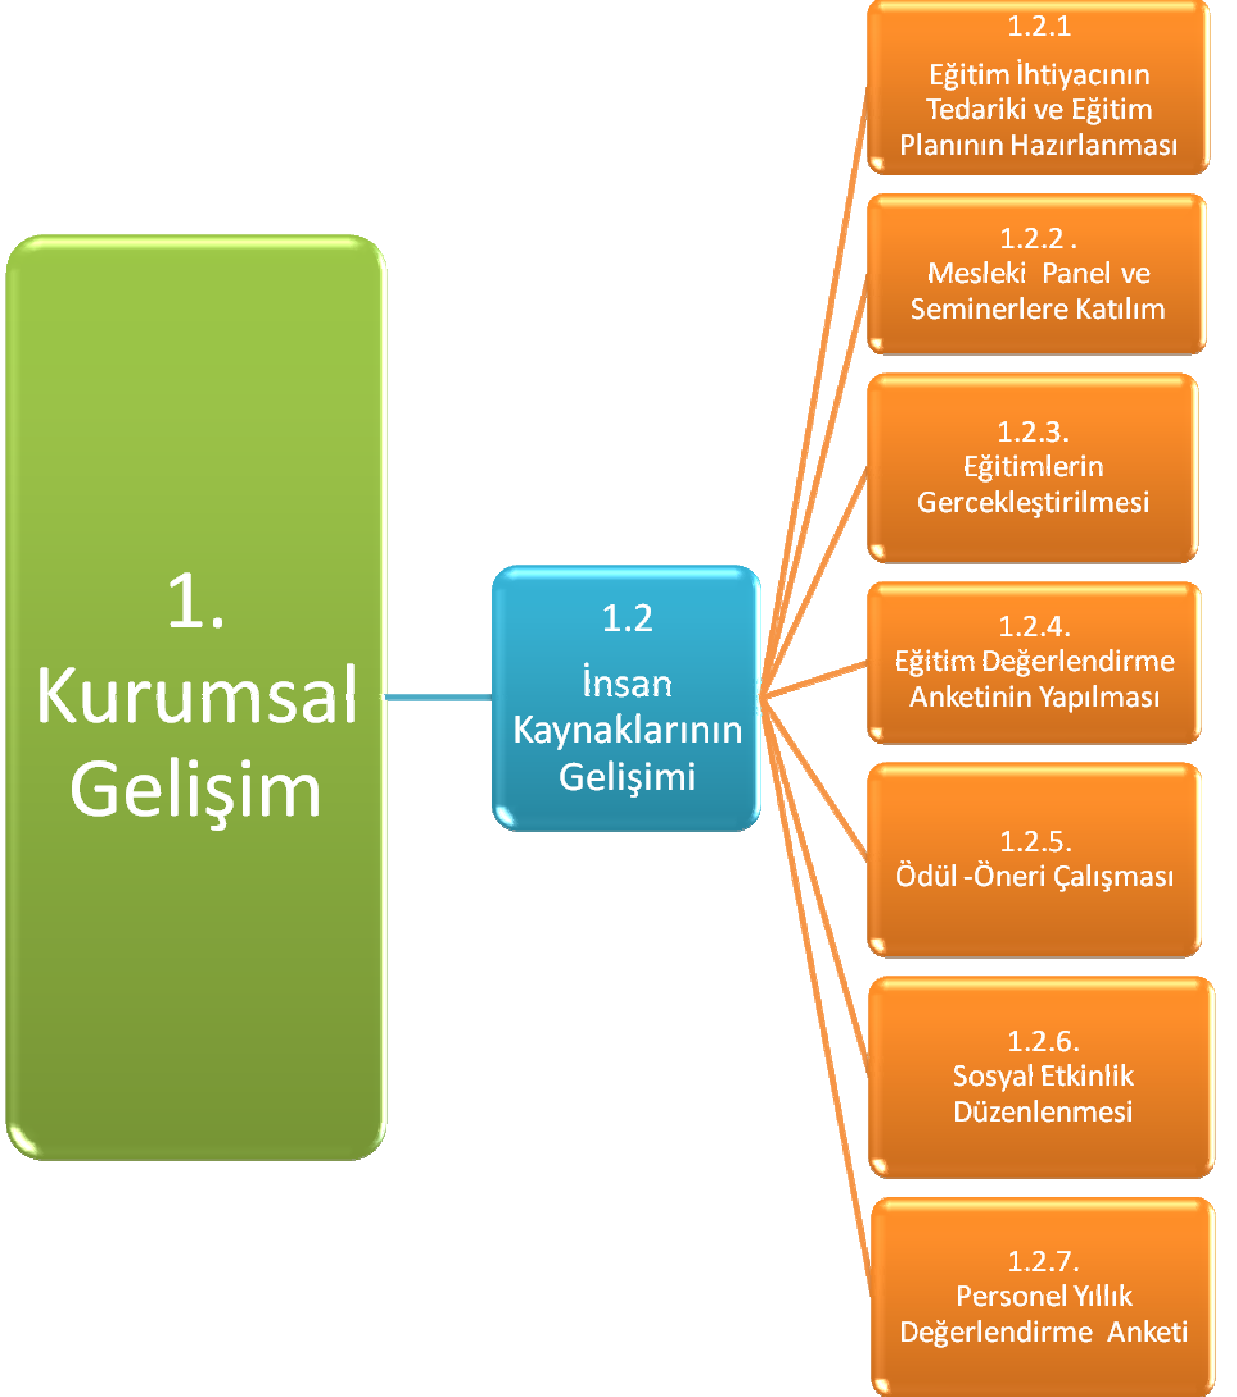 1.
Kurumsal
Gelişim
1.2
İnsan
Kaynaklarının
Gelişimi
1.2.1
Eğitim İhtiyacının
Tedariki ve Eğitim
Planının Hazırlanması
1.2.2 .
Mesleki Panel ve
Seminerlere Katılım
1.2.3.
Eğitimlerin
Gercekleştirilmesi
1.2.4.
Eğitim Değerlendirme
Anketinin Yapılması
1.2.5.
Ödül -Öneri Çalışması
1.2.6.
Sosyal Etkinlik
Düzenlenmesi
1.2.7.
Personel Yıllık
Değerlendirme Anketi